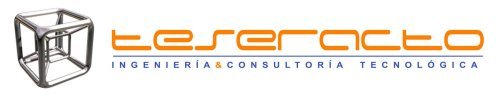 teseracto
INGENIERÍA&CONSULTORÍA TECNOLÓGICA